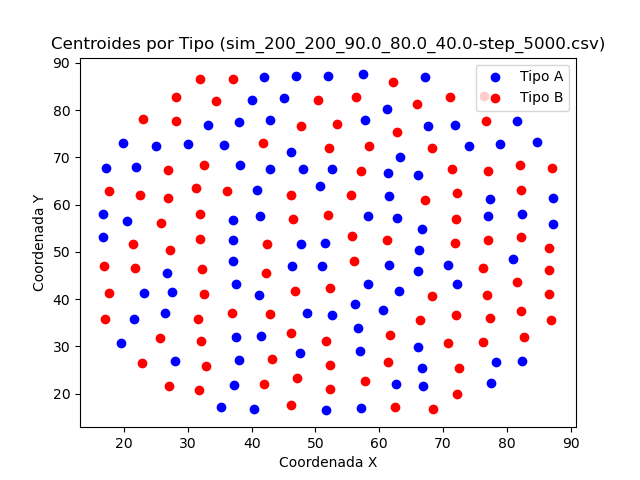 Centroides por Tipo (sim_200_200_90.0_80.0_40.0-step_5000.csv)
Tipo A
Tipo B
90
80
70
60
50
40
30
20
Coordenada Y
20 30 40 50 60 70 80 90
Coordenada X